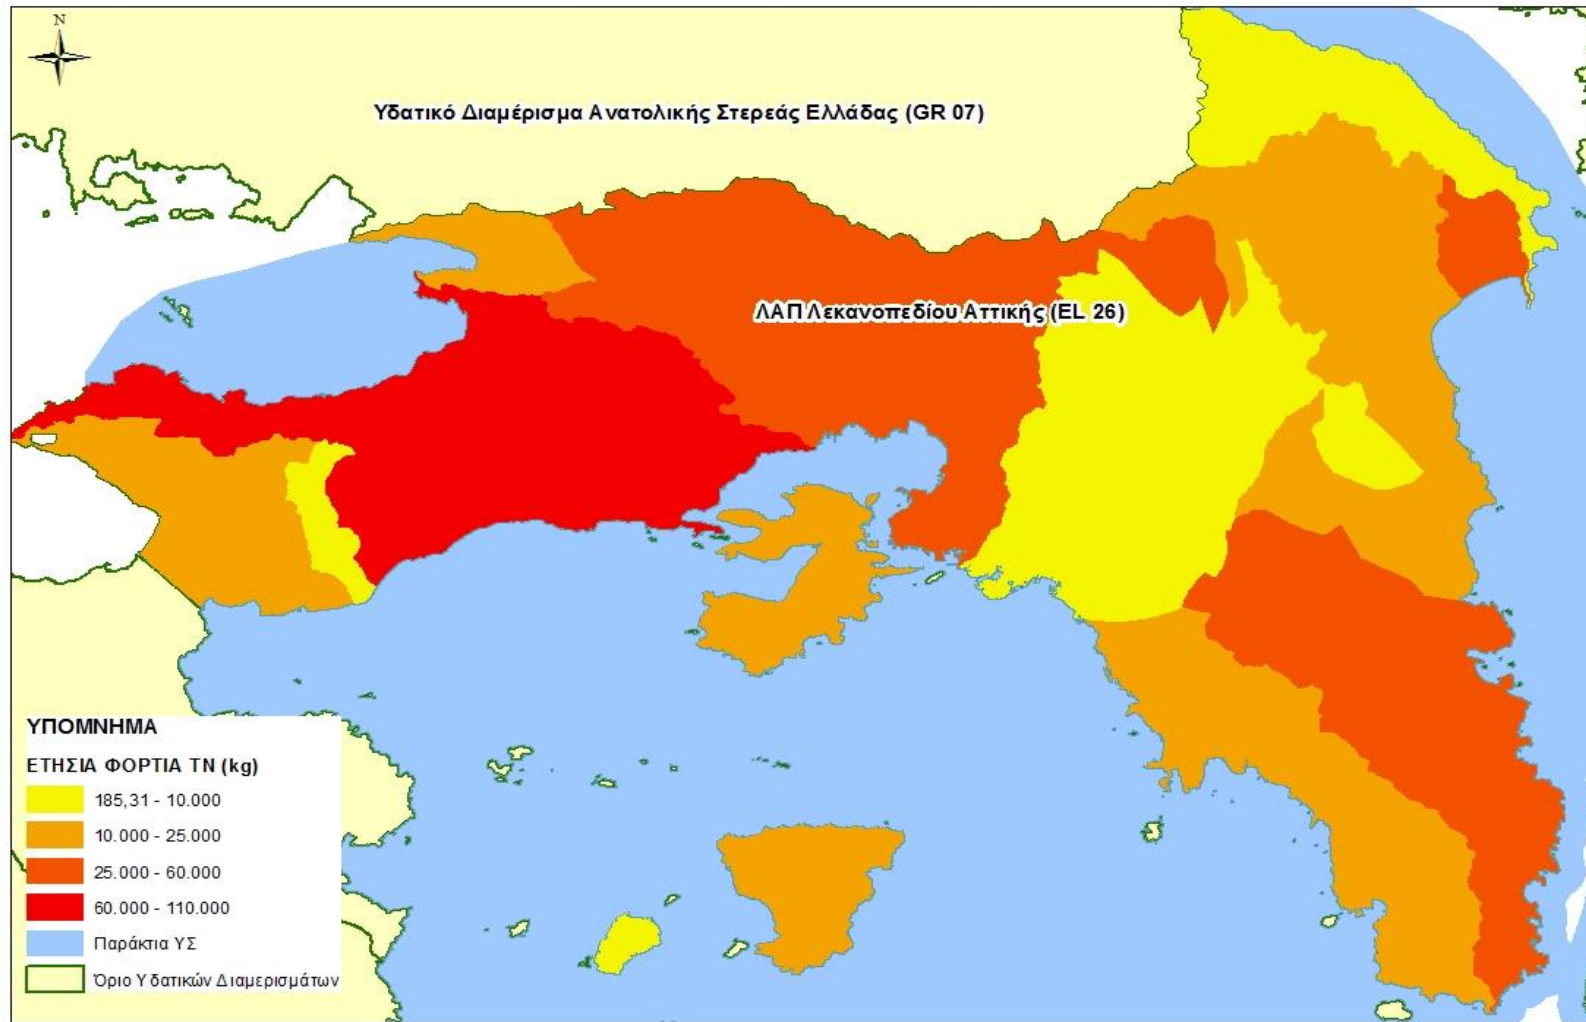 N
Υδατικό Διαμέρισμα Ανατολικής Στερεάς Ελλάδας (GR 07)
ΛΑΠ Λεκανοπεδίου Αττικής (EL 26)
ΥΠΟΜΝΗΜΑ
ΕΤΗΣΙΑ ΦΟΡΤΙΑ ΤΝ (kg)
185,31 - 10.000
10.000 - 25.000
25.000 - 60.000
60.000 - 110.000
Παράκτια ΥΣ
Όριο Υδατικών Διαμερισμάτων